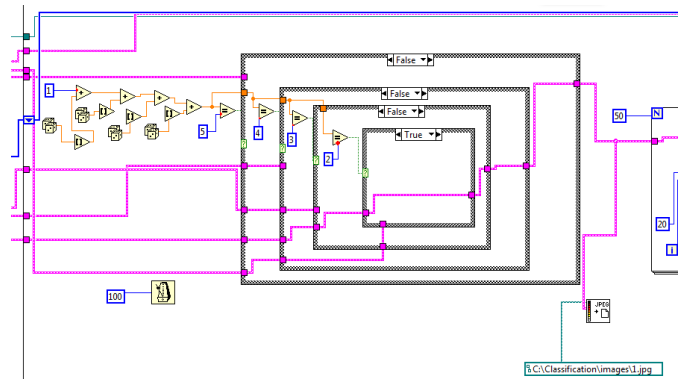 False
1
False
False
5
4
3
True
2
50
N
20
i
100
JPEG
C:\Classification\images\1.jpg